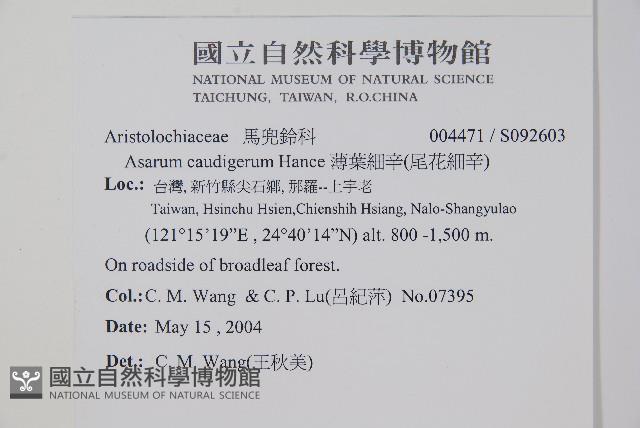 國立自然科學博物館
NATIONAL MUSEUM OF NATURAL SCIENCE
TAICHUNG, TAIWAN, R.O.CHINA
Aristolochiaceae 馬兜鈴科 004471 / S092603
Asarum caudigerum Hance 薄葉細辛(尾花細辛)
Loc.: 台灣, 新竹縣尖石鄉, 那羅--上宇老
Taiwan, Hsinchu Hsien,Chienshih Hsiang, Nalo-Shangyulao
(121°15'19”E , 24°40'14”N) alt. 800 -1,500 m.
On roadside of broadleaf forest.
Col.: C. M. Wang & C. P. Lu(呂紀萍) No.07395
Date: May 15 , 2004
Det.: C. M. Wang(王秋美)
國立自然科學博物館
NATIONAL MUSEUM OF NATURAL SCIENCE